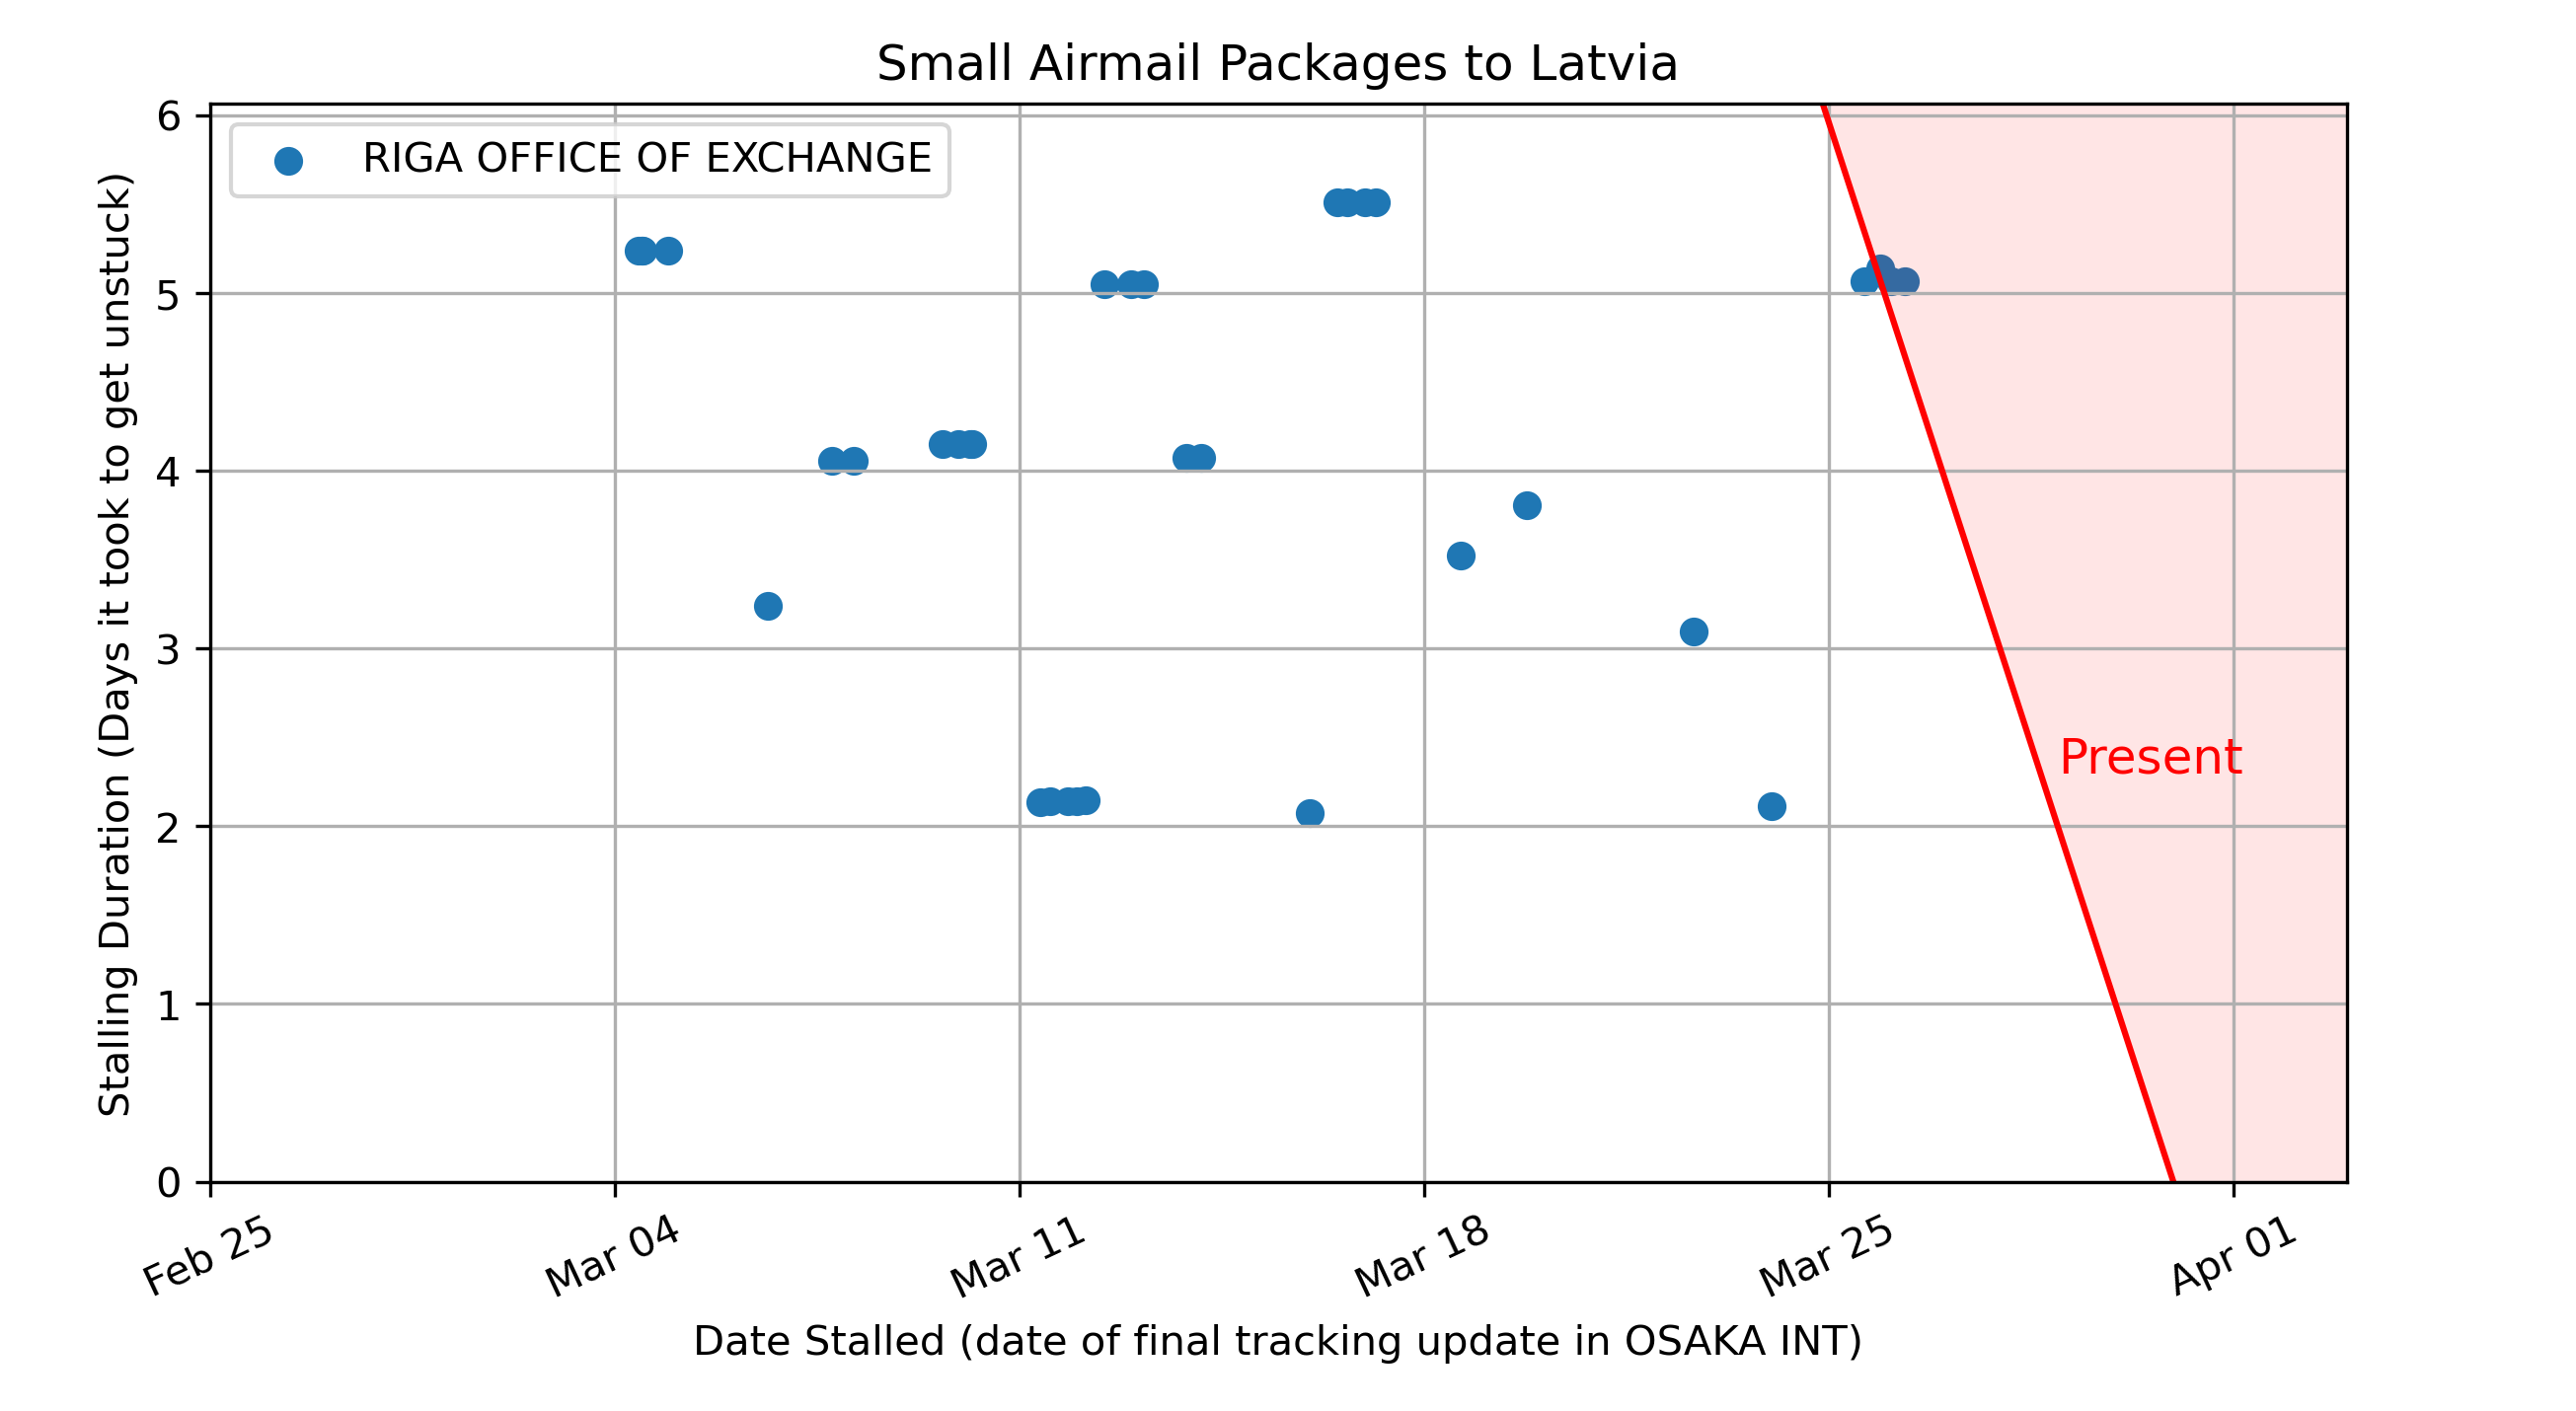 Small Airmail Packages to Latvia
RIGA OFFICE OF EXCHANGE
Stalling Duration (Days it took to get unstuck)
6
5
4
3
2
1
0
Present
Feb 25
Mar 04
Mar 11
Mar 18
Mar 25
Apr 01
Date Stalled (date of final tracking update in OSAKA INT)